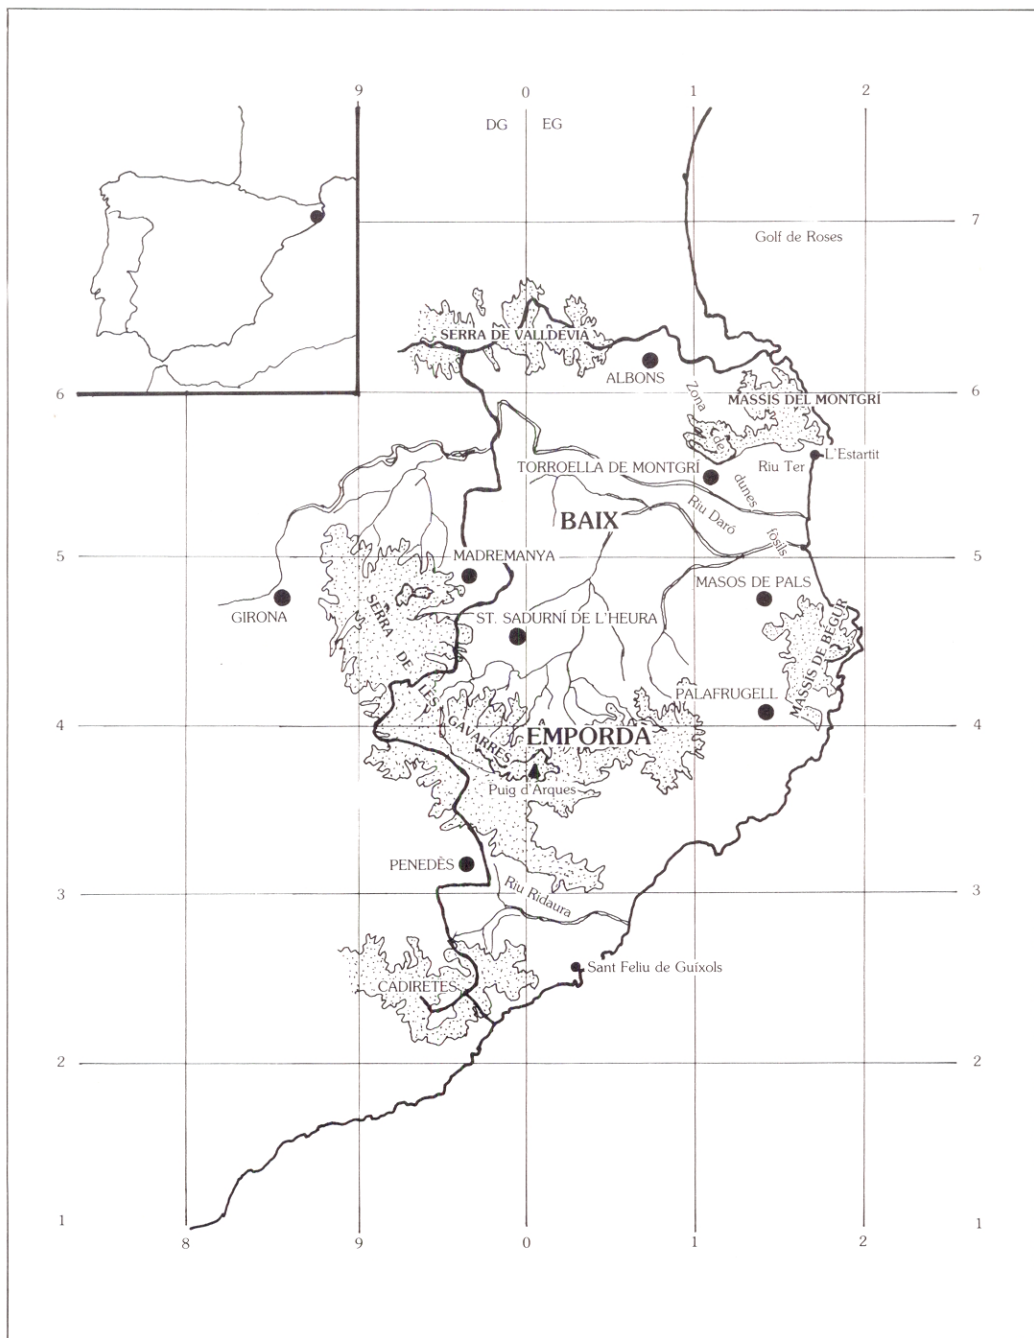 9 0 1 2
DG EG
7
Golf de Roses
SERRA DE VALLDEVIÀ
ALBONS
6 6
MASSÍS DEL MONTGRÍ
Zona de dunes fòsils
L'Estartit
TORROELLA DE MONTGRÍ
Riu Ter
Riu Daró
BAIX
5 5
MADREMANYA
MASOS DE PALS
GIRONA
ST. SADURNÍ DE L'HEURA
SERRA DE LES GAVARRES
MASSÍS DE BEGUR
PALAFRUGELL
4 4
EMPORDÀ
Puig d'Arques
PENEDÈS
3 3
Riu Ridaura
Sant Feliu de Guíxols
CADIRETES
2 2
1 1
8 9 0 1 2